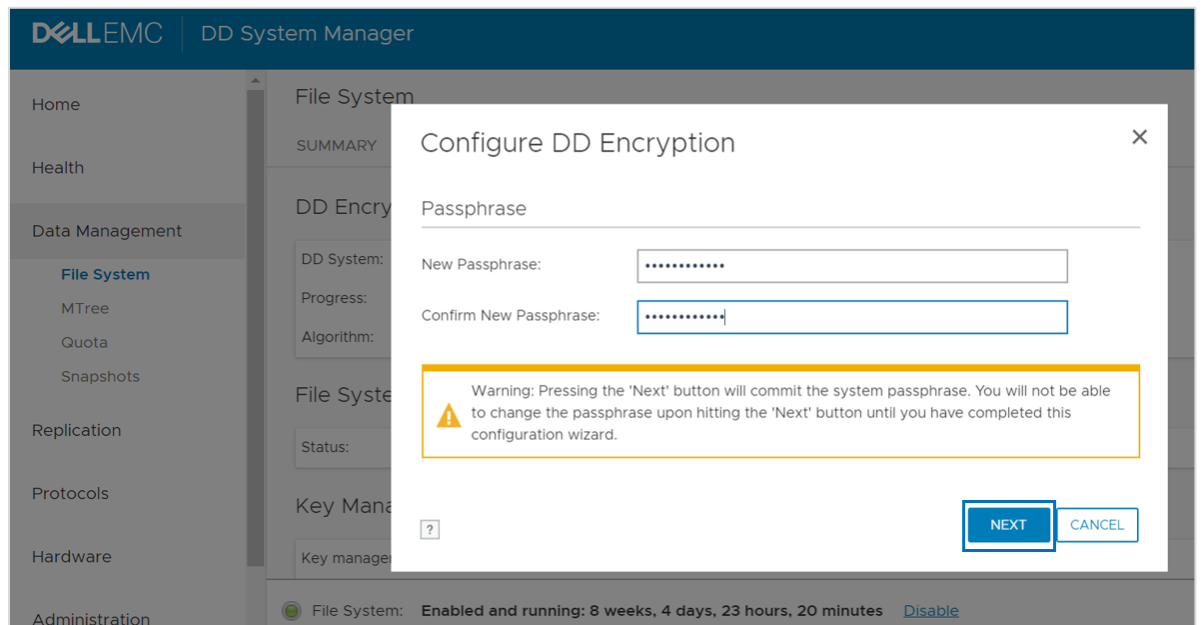 DELLEMC DD System Manager
Home
Health
Data Management
File System
MTree
Quota
Snapshots
Replication
Protocols
Hardware
Administration
File System
SUMMARY
DD Encry
DD System:
Progress:
Algorithm:
File Syste
Status:
Key Mana
Key manager
Configure DD Encryption
Passphrase
New Passphrase: ••••••••••••
Confirm New Passphrase: ••••••••••••
Warning: Pressing the 'Next' button will commit the system passphrase. You will not be able
to change the passphrase upon hitting the 'Next' button until you have completed this
configuration wizard.
?
NEXT CANCEL
File System: Enabled and running: 8 weeks, 4 days, 23 hours, 20 minutes Disable